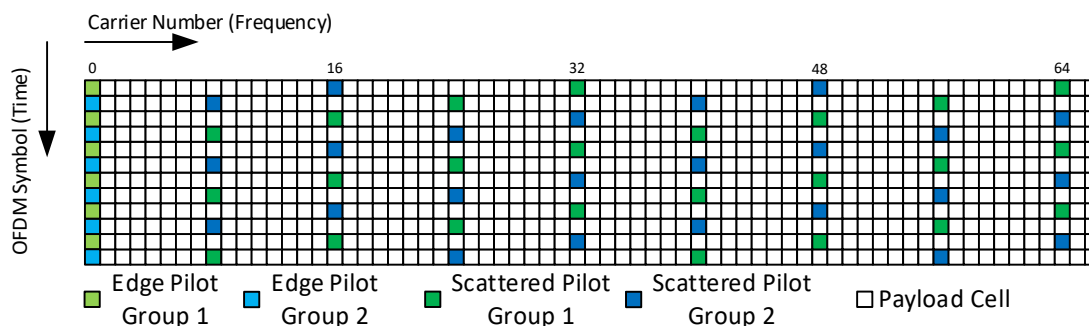 Carrier Number (Frequency)
0 16 32 48 64
OFDM Symbol (Time)
Edge Pilot
Group 1
Edge Pilot
Group 2
Scattered Pilot
Group 1
Scattered Pilot
Group 2
Payload Cell